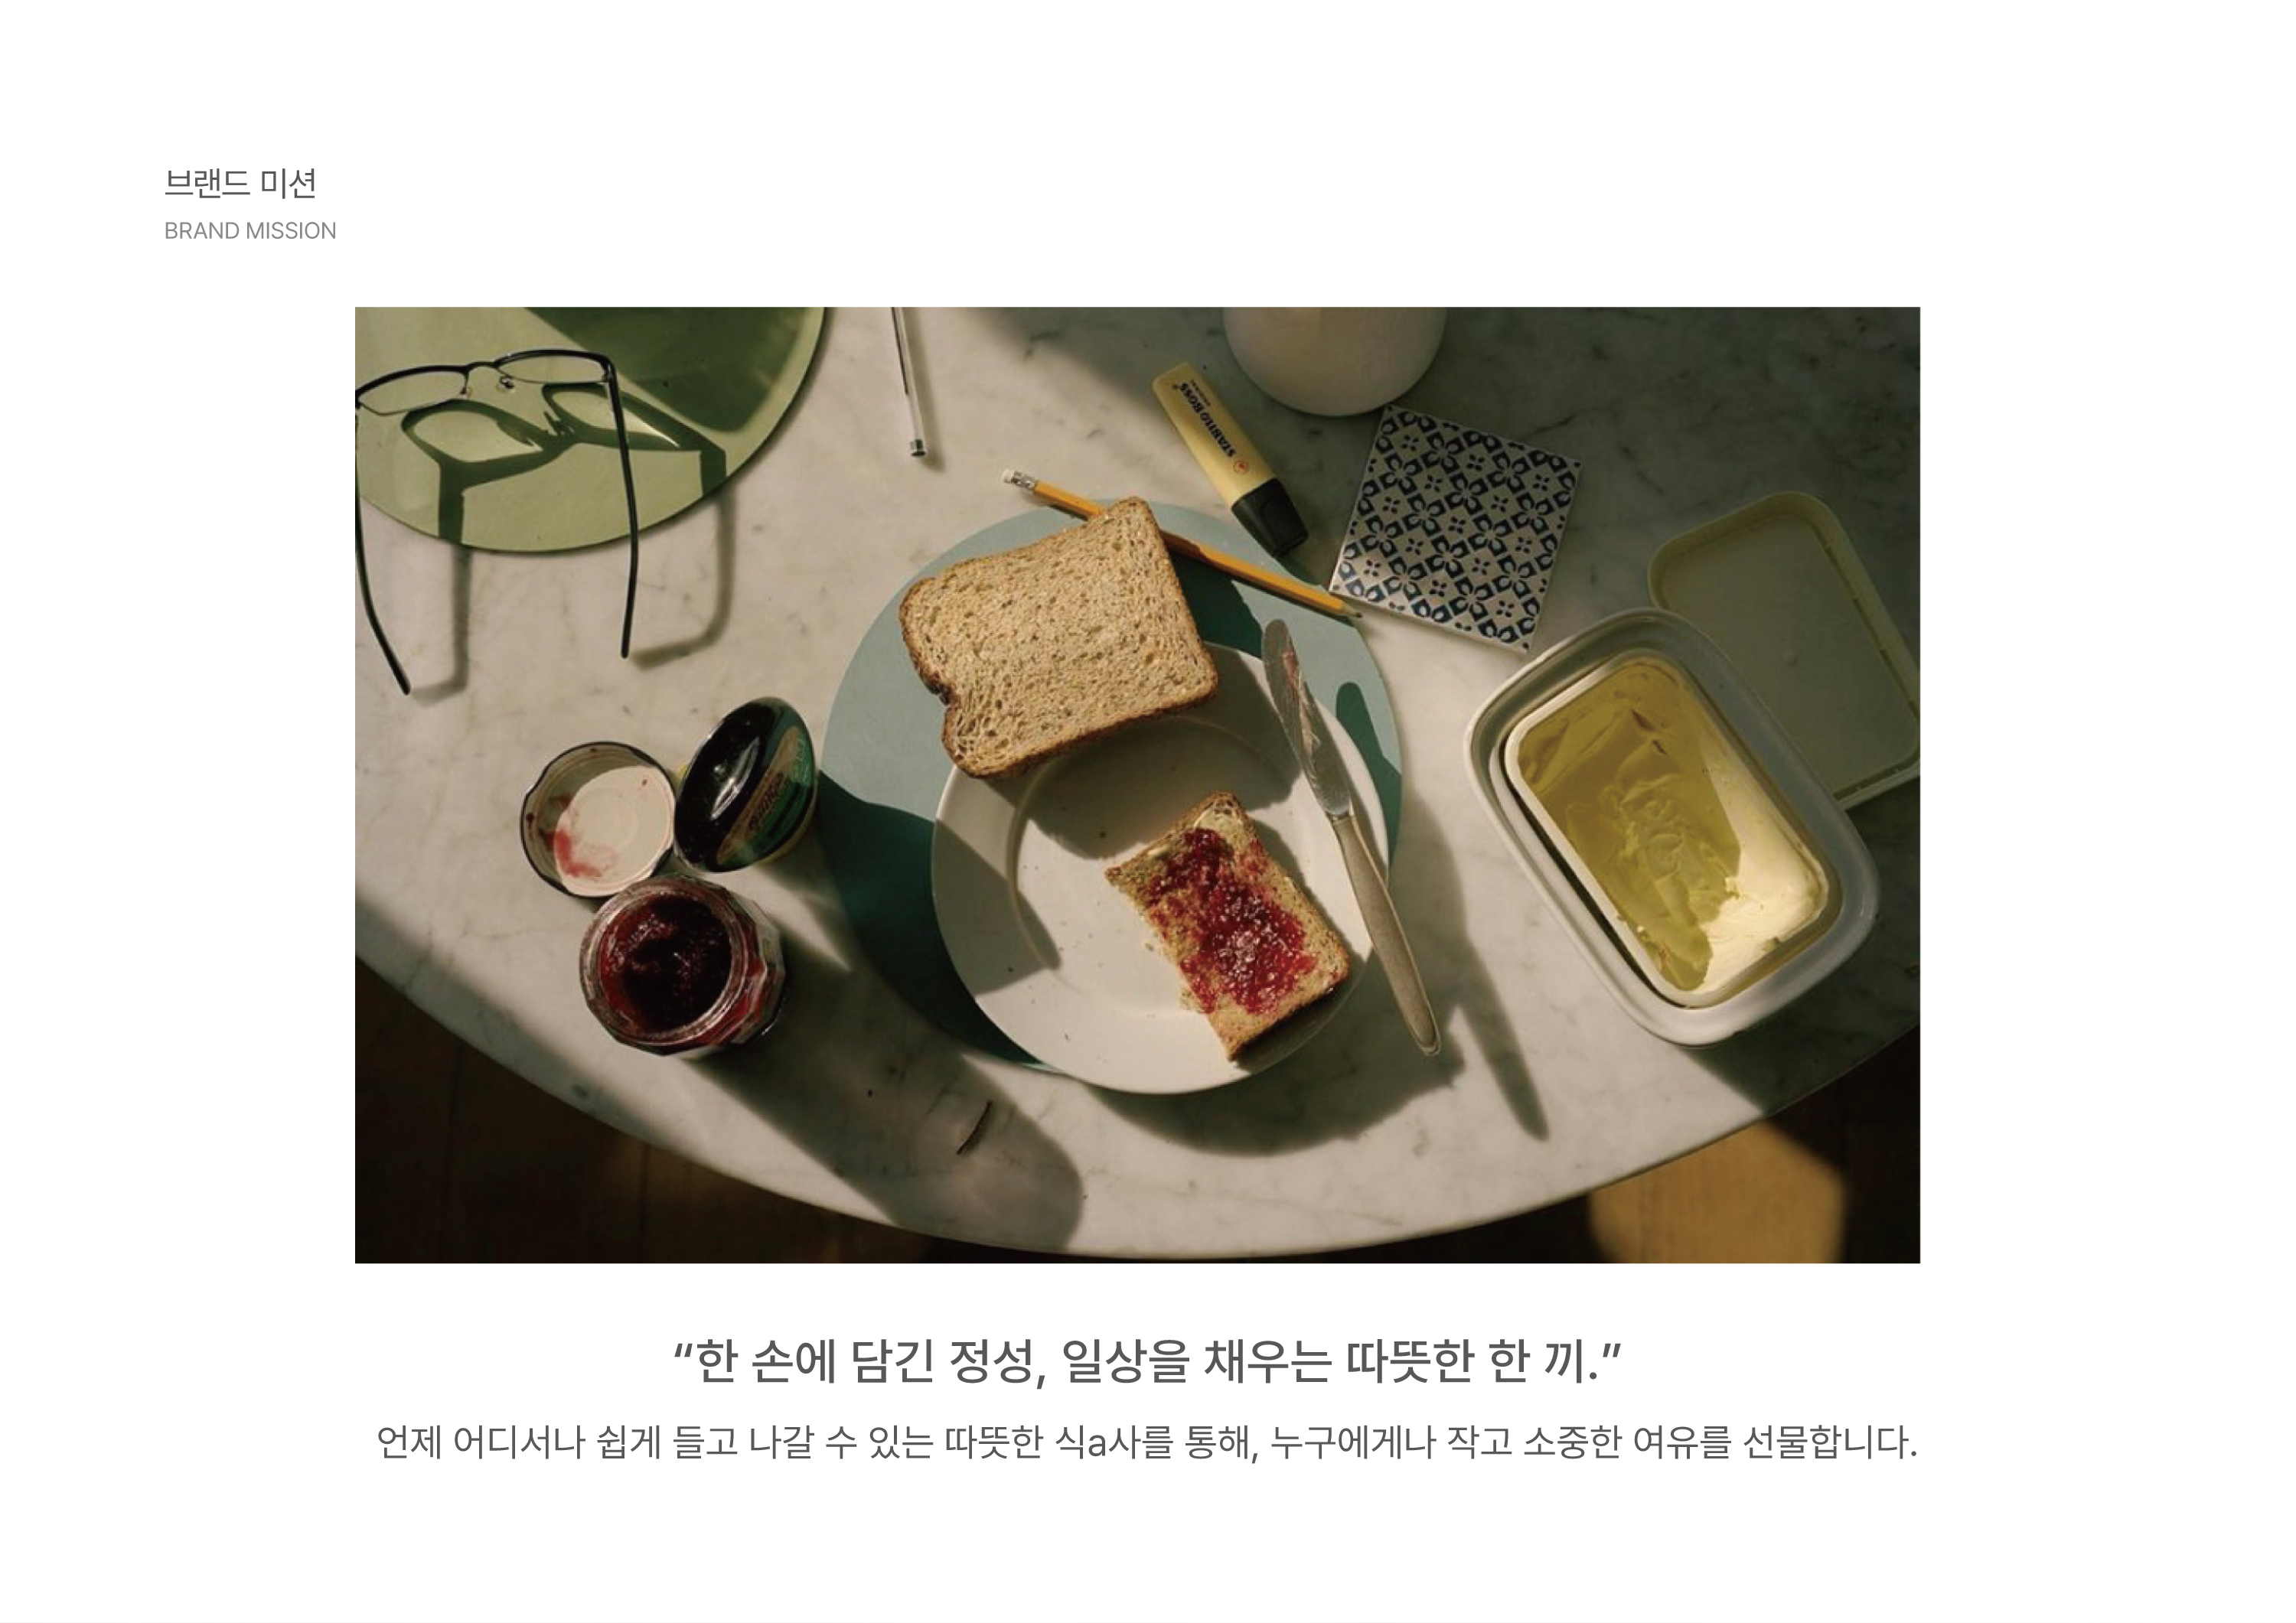 브랜드 미션
BRAND MISSION
STABILO BOSS
“한 손에 담긴 정성, 일상을 채우는 따뜻한 한 끼.”
언제 어디서나 쉽게 들고 나갈 수 있는 따뜻한 식a사를 통해, 누구에게나 작고 소중한 여유를 선물합니다.